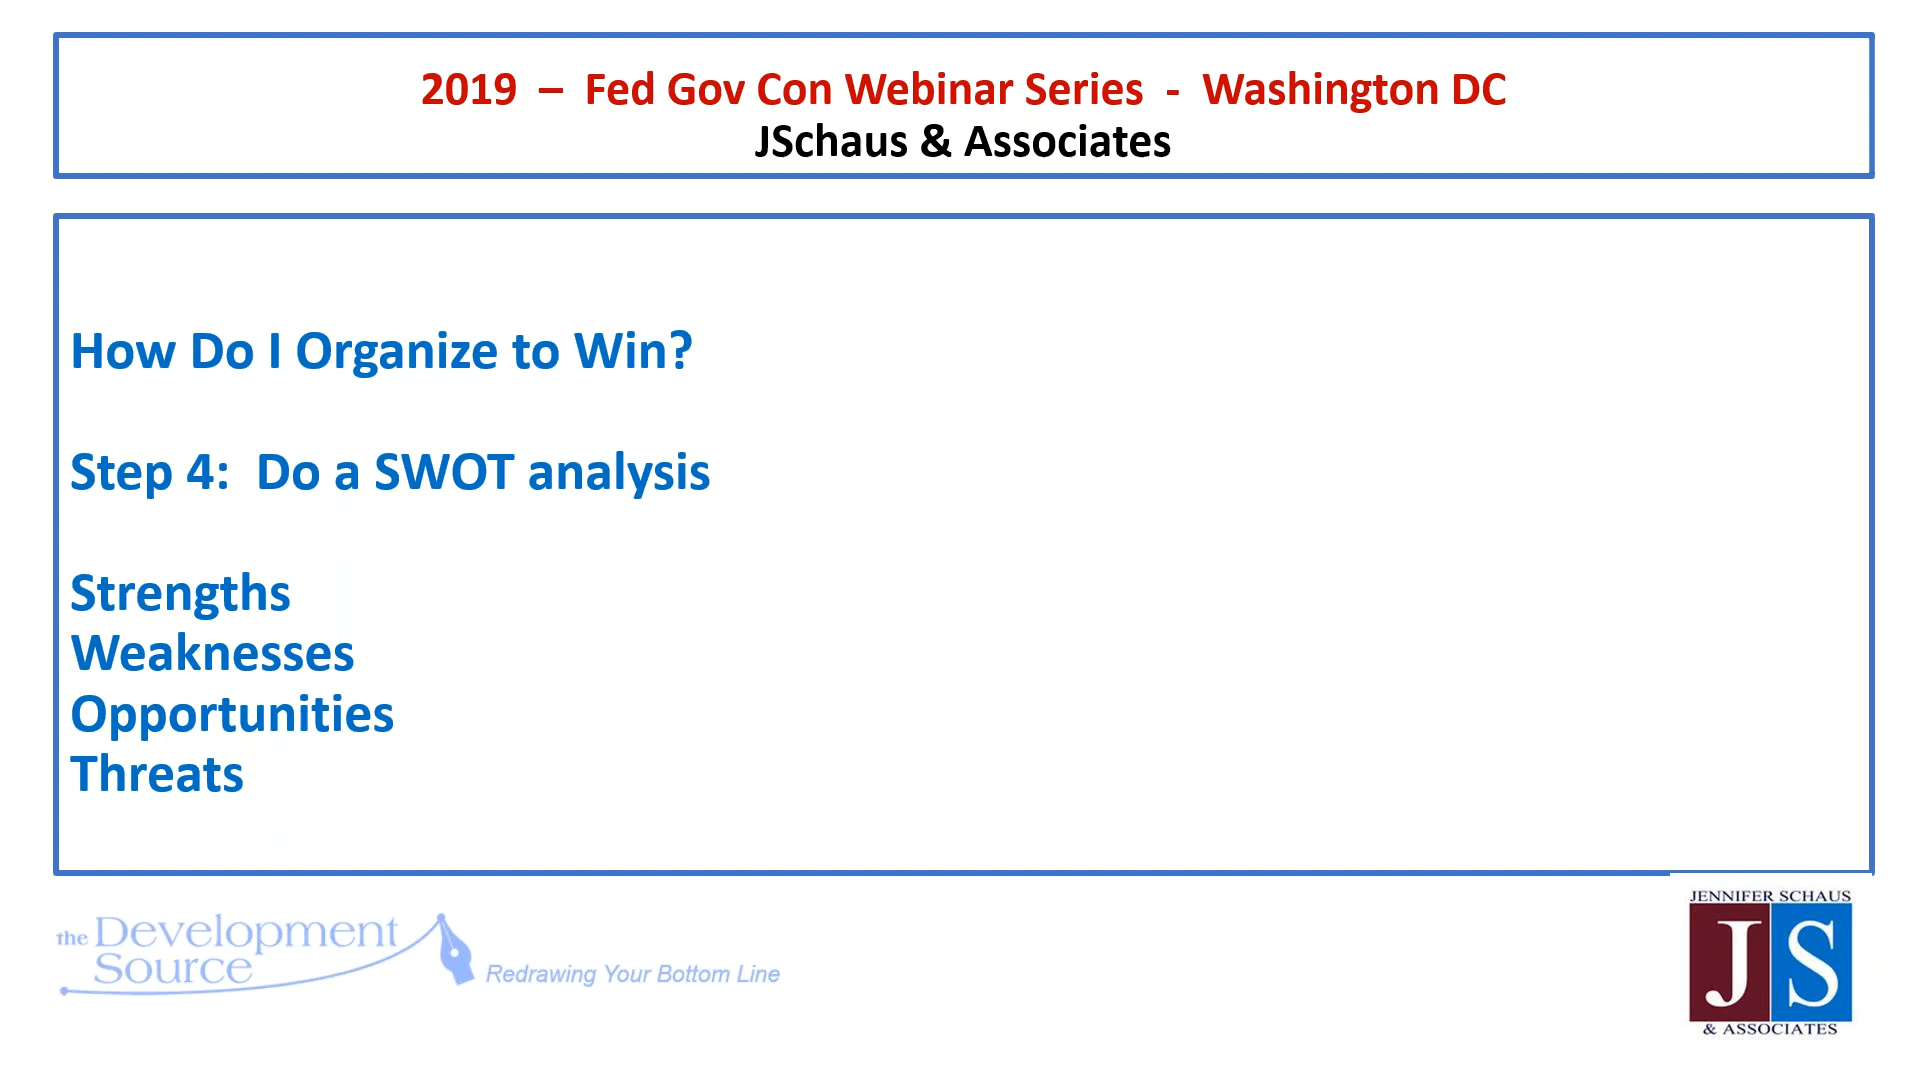 2019 – Fed Gov Con Webinar Series - Washington DC
JSchaus & Associates
How Do I Organize to Win?
Step 4: Do a SWOT analysis
Strengths
Weaknesses
Opportunities
Threats
the Development
Source
Redrawing Your Bottom Line
JENNIFER SCHAUS
JS
& ASSOCIATES